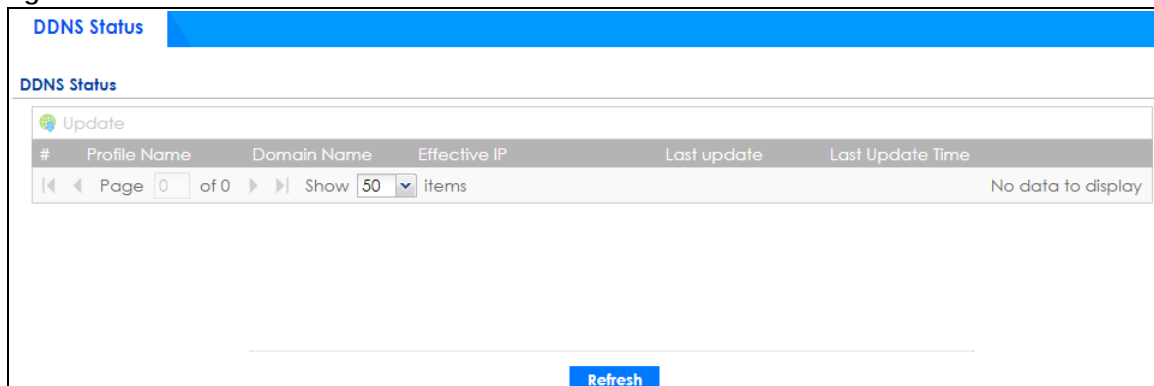 DDNS Status
DDNS Status
Update
# Profile Name Domain Name Effective IP Last update Last Update Time
Page 0 of 0 Show 50 items No data to display
Refresh